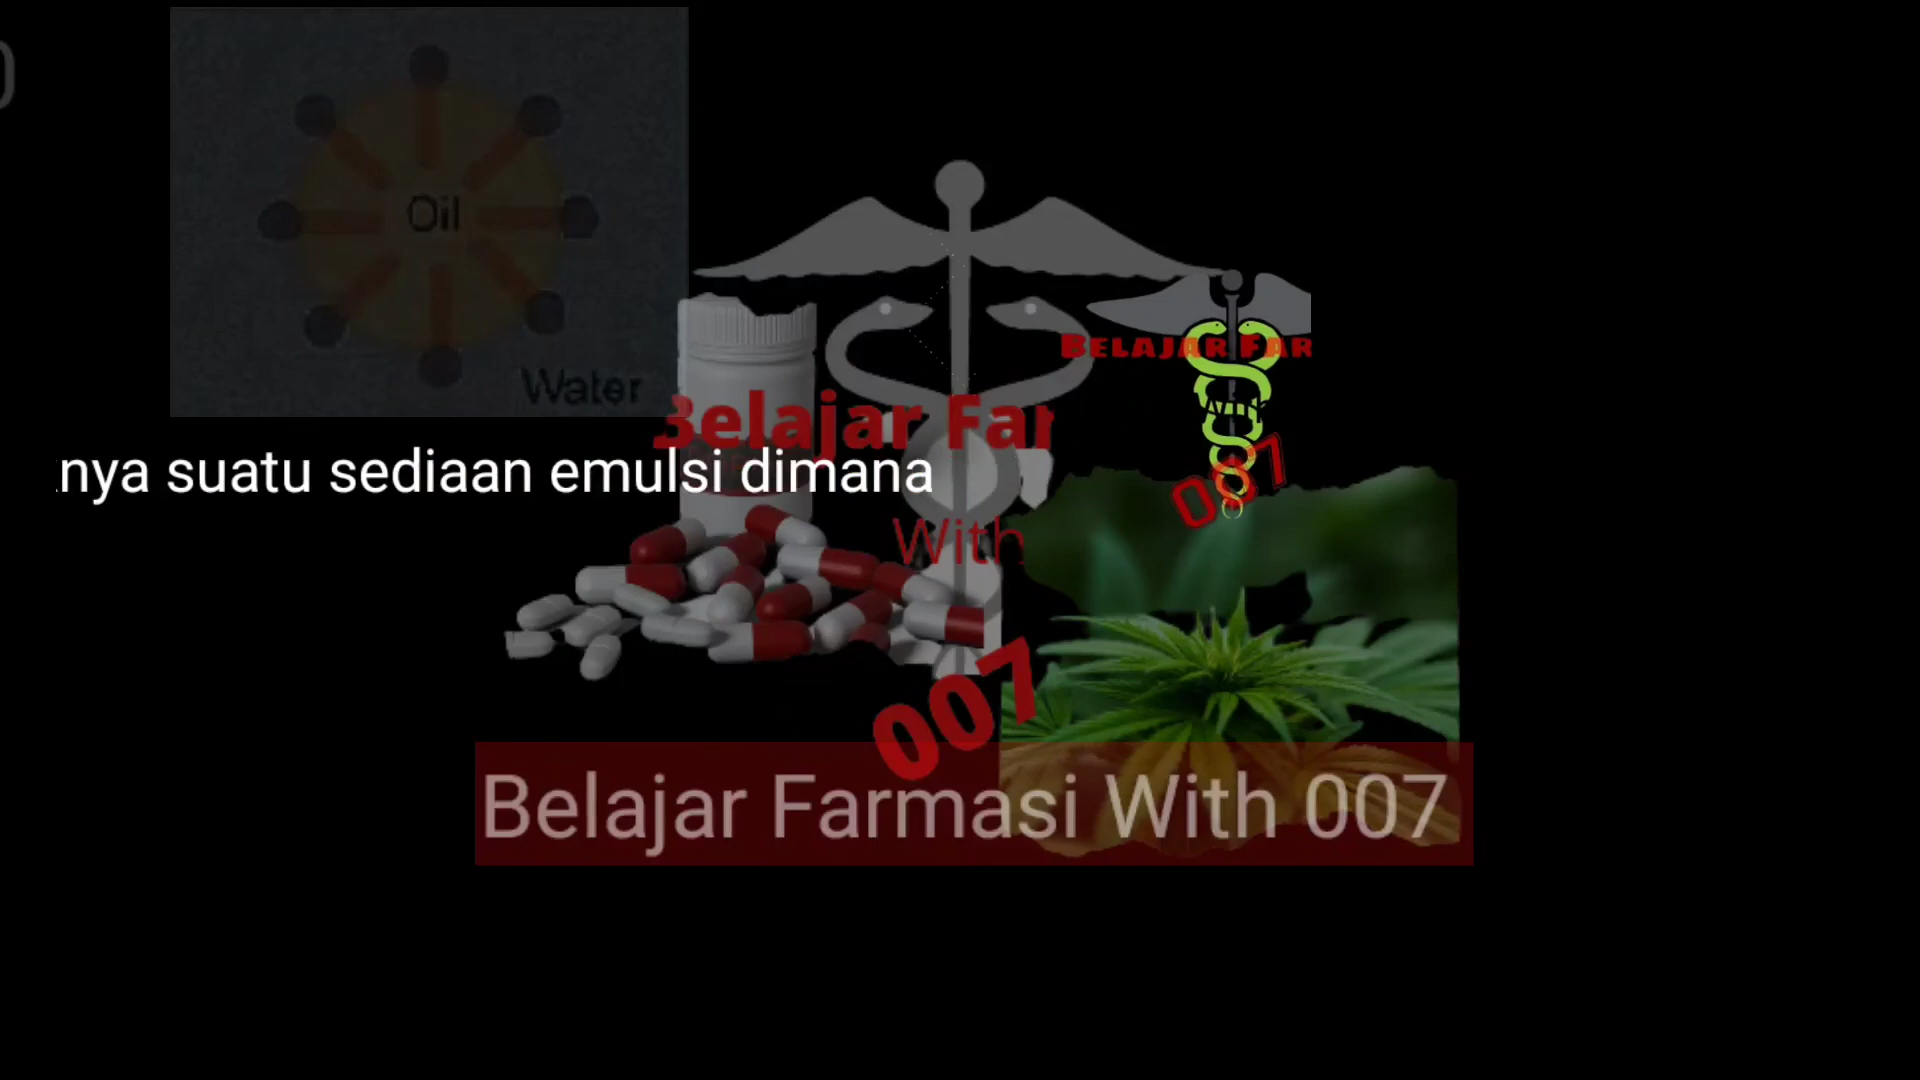 Oil
Water
BELAJAR FAR
Belajar Far
nya suatu sediaan emulsi dimana
007
With
007
Belajar Farmasi With 007